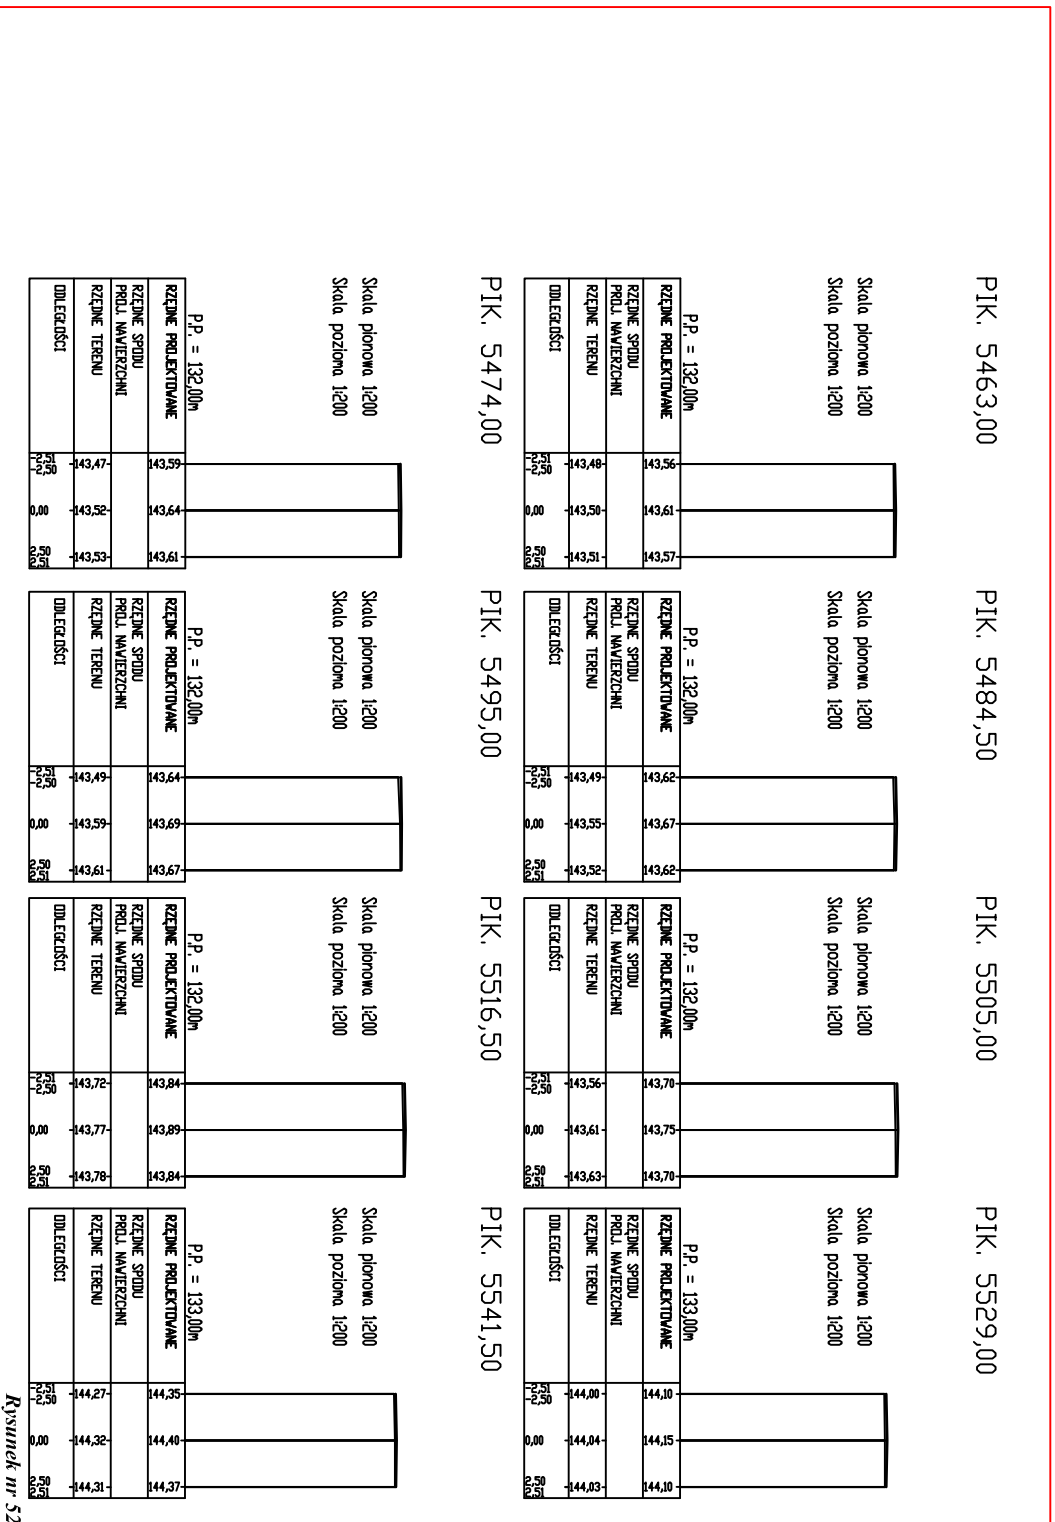 PIK. 5463,00
Skala pionowa 1:200
Skala pozioma 1:200
P.P. = 132,00m
RZĘDNE PROJEKTOWANE 143,56 143,61 143,57
RZĘDNE SPODU
PROJ. NAWIERZCHNI
RZĘDNE TERENU 143,48 143,50 143,51
ODLEGŁOŚCI -2,51 -2,50 0,00 2,50 2,51
PIK. 5484,50
Skala pionowa 1:200
Skala pozioma 1:200
P.P. = 132,00m
RZĘDNE PROJEKTOWANE 143,62 143,67 143,62
RZĘDNE SPODU
PROJ. NAWIERZCHNI
RZĘDNE TERENU 143,49 143,55 143,52
ODLEGŁOŚCI -2,51 -2,50 0,00 2,50 2,51
PIK. 5505,00
Skala pionowa 1:200
Skala pozioma 1:200
P.P. = 132,00m
RZĘDNE PROJEKTOWANE 143,70 143,75 143,70
RZĘDNE SPODU
PROJ. NAWIERZCHNI
RZĘDNE TERENU 143,56 143,61 143,63
ODLEGŁOŚCI -2,51 -2,50 0,00 2,50 2,51
PIK. 5529,00
Skala pionowa 1:200
Skala pozioma 1:200
P.P. = 133,00m
RZĘDNE PROJEKTOWANE 144,10 144,15 144,10
RZĘDNE SPODU
PROJ. NAWIERZCHNI
RZĘDNE TERENU 144,00 144,04 144,03
ODLEGŁOŚCI -2,51 -2,50 0,00 2,50 2,51
PIK. 5474,00
Skala pionowa 1:200
Skala pozioma 1:200
P.P. = 132,00m
RZĘDNE PROJEKTOWANE 143,59 143,64 143,61
RZĘDNE SPODU
PROJ. NAWIERZCHNI
RZĘDNE TERENU 143,47 143,52 143,53
ODLEGŁOŚCI -2,51 -2,50 0,00 2,50 2,51
PIK. 5495,00
Skala pionowa 1:200
Skala pozioma 1:200
P.P. = 132,00m
RZĘDNE PROJEKTOWANE 143,64 143,69 143,67
RZĘDNE SPODU
PROJ. NAWIERZCHNI
RZĘDNE TERENU 143,49 143,59 143,61
ODLEGŁOŚCI -2,51 -2,50 0,00 2,50 2,51
PIK. 5516,50
Skala pionowa 1:200
Skala pozioma 1:200
P.P. = 132,00m
RZĘDNE PROJEKTOWANE 143,84 143,89 143,84
RZĘDNE SPODU
PROJ. NAWIERZCHNI
RZĘDNE TERENU 143,72 143,77 143,78
ODLEGŁOŚCI -2,51 -2,50 0,00 2,50 2,51
PIK. 5541,50
Skala pionowa 1:200
Skala pozioma 1:200
P.P. = 133,00m
RZĘDNE PROJEKTOWANE 144,35 144,40 144,37
RZĘDNE SPODU
PROJ. NAWIERZCHNI
RZĘDNE TERENU 144,27 144,32 144,31
ODLEGŁOŚCI -2,51 -2,50 0,00 2,50 2,51
Rysunek nr 52